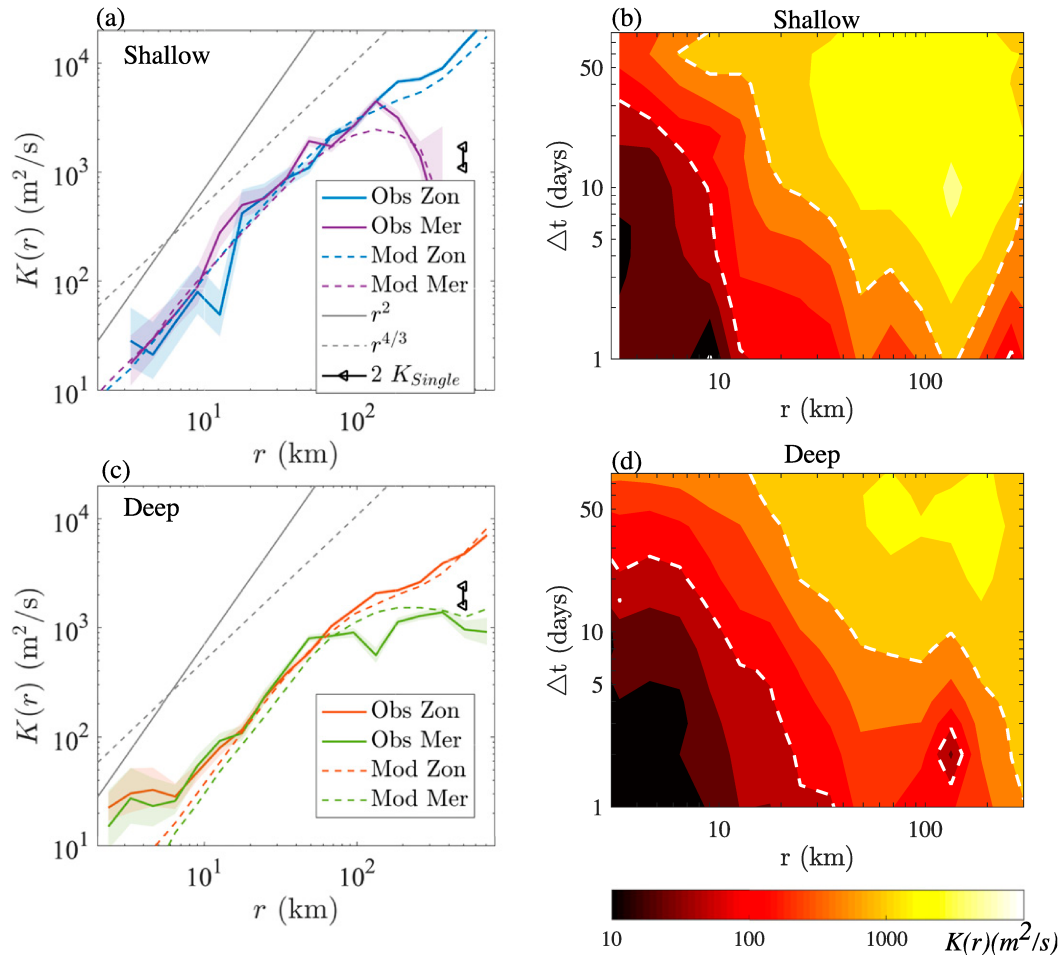 (a)
Shallow
10⁴
10³
10²
10¹
K(r) (m²/s)
Obs Zon
Obs Mer
Mod Zon
Mod Mer
r²
r⁴ᐟ³
2 K_Single
10¹
10²
r (km)
(b)
Shallow
50
10
5
1
Δt (days)
10
100
r (km)
(c)
Deep
10⁴
10³
10²
10¹
K(r) (m²/s)
Obs Zon
Obs Mer
Mod Zon
Mod Mer
10¹
10²
r (km)
(d)
Deep
50
10
5
1
Δt (days)
10
100
r (km)
10
100
1000
K(r)(m²/s)